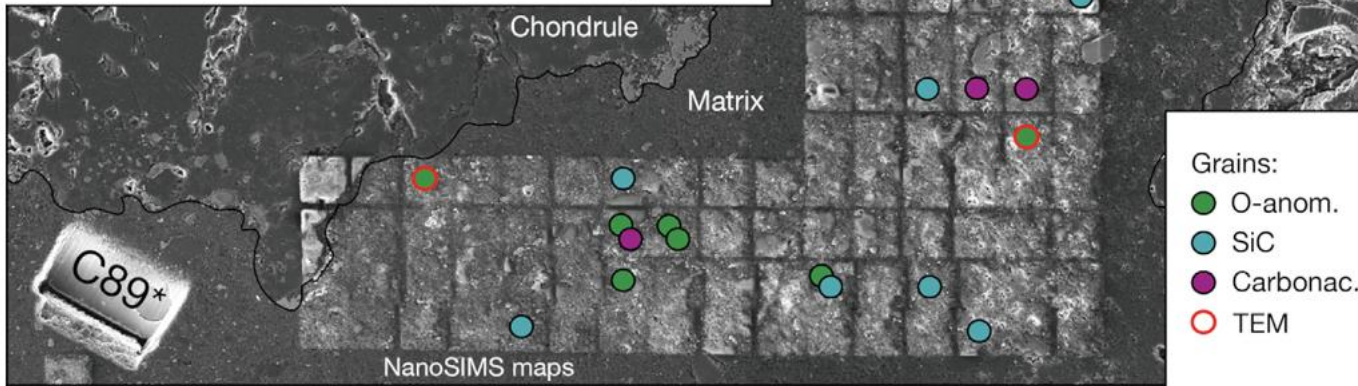 Chondrule
Matrix
C89*
NanoSIMS maps
Grains:
O-anom.
SiC
Carbonac.
TEM